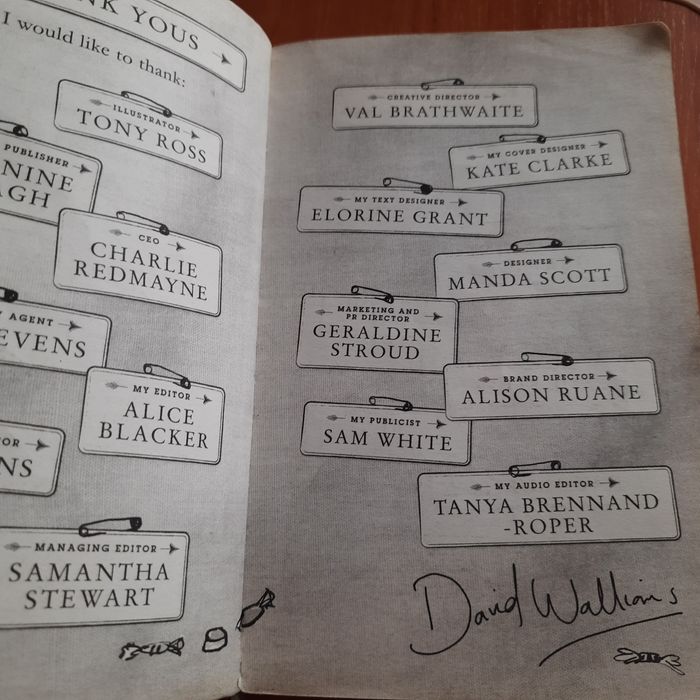 YOUS
I would like to thank:
ILLUSTRATOR
TONY ROSS
PUBLISHER
CEO
CHARLIE
REDMAYNE
AGENT
MY EDITOR
ALICE
BLACKER
MANAGING EDITOR
SAMANTHA
STEWART
CREATIVE DIRECTOR
VAL BRATHWAITE
MY COVER DESIGNER
KATE CLARKE
MY TEXT DESIGNER
ELORINE GRANT
DESIGNER
MANDA SCOTT
MARKETING AND
PR DIRECTOR
GERALDINE
STROUD
BRAND DIRECTOR
ALISON RUANE
MY PUBLICIST
SAM WHITE
MY AUDIO EDITOR
TANYA BRENNAND
-ROPER
David Walliams